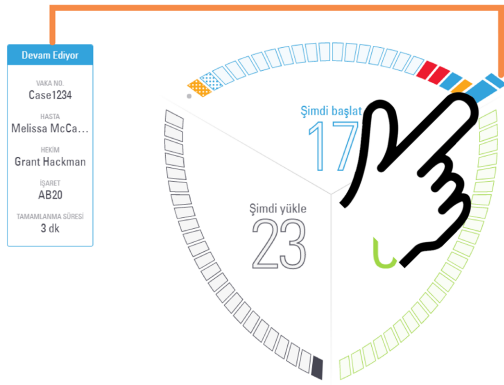 Devam Ediyor
VAKA NO.
Case1234
HASTA
Melissa McCa...
HEKİM
Grant Hackman
İŞARET
AB20
TAMAMLANMA SÜRESİ
3 dk
Şimdi başlat
17
Şimdi yükle
23